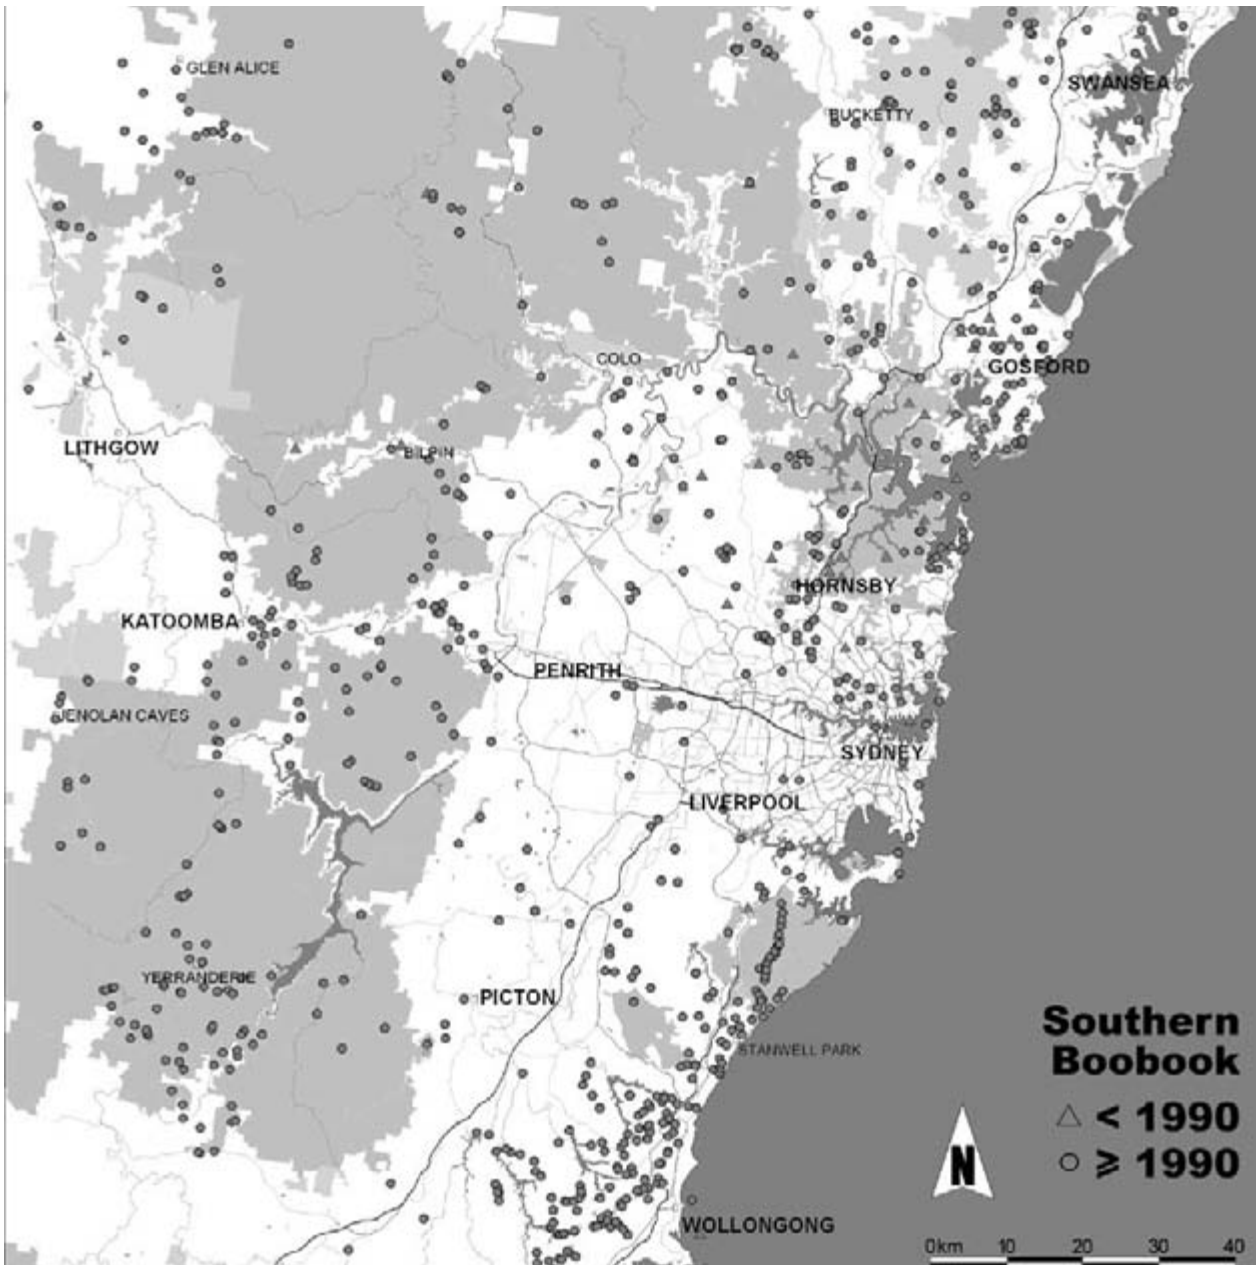 GLEN ALICE
SWANSEA
BUCKETTY
COLO
GOSFORD
LITHGOW
BILPIN
HORNSBY
KATOOMBA
PENRITH
JENOLAN CAVES
SYDNEY
LIVERPOOL
YERRANDERIE
PICTON
STANWELL PARK
WOLLONGONG
Southern
Boobook
< 1990
⩾ 1990
N
0km 10 20 30 40